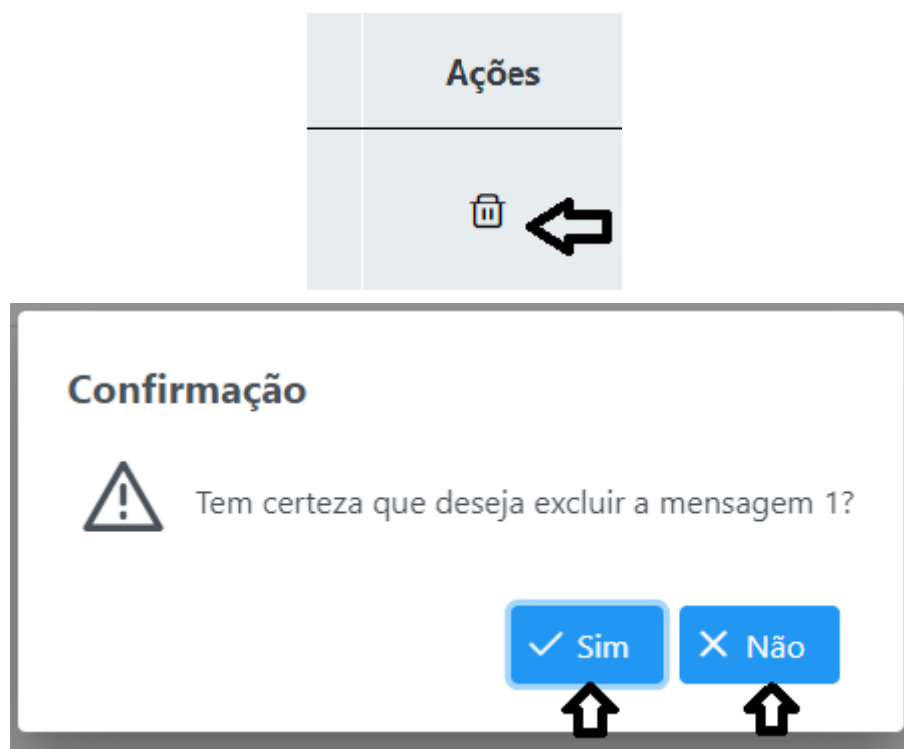 Ações
Confirmação
Tem certeza que deseja excluir a mensagem 1?
Sim
Não